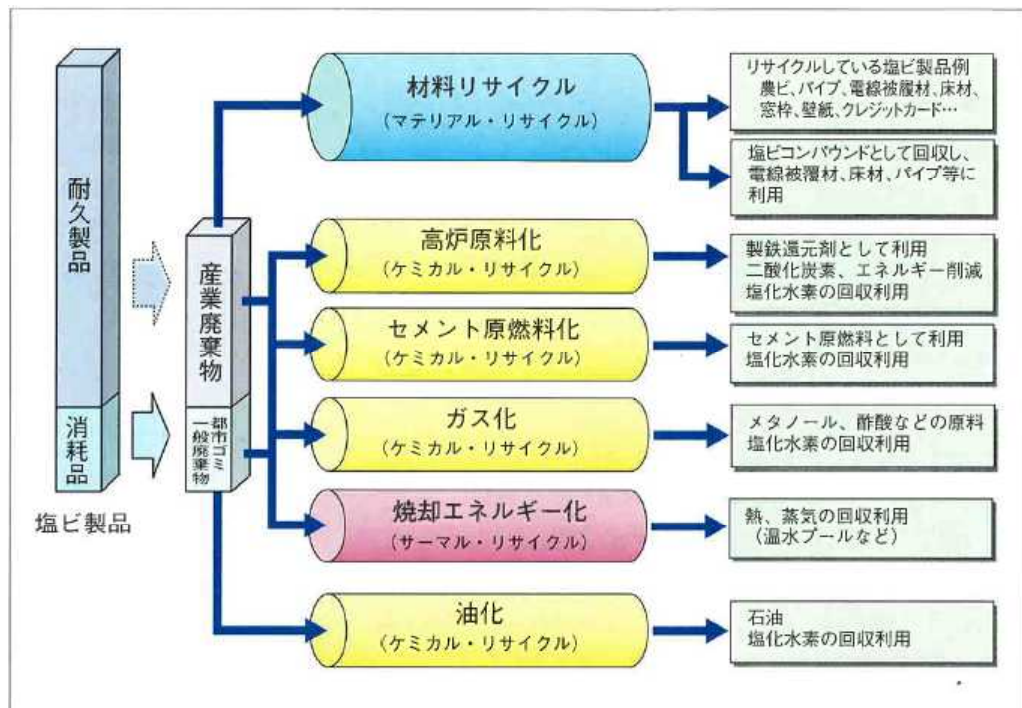 耐久製品
消耗品
塩ビ製品
産業廃棄物
都市ゴミ
一般廃棄物
材料リサイクル
(マテリアル・リサイクル)
リサイクルしている塩ビ製品例
農ビ、パイプ、電線被履材、床材、
窓枠、壁紙、クレジットカード…
塩ビコンパウンドとして回収し、
電線被覆材、床材、パイプ等に
利用
高炉原料化
(ケミカル・リサイクル)
製鉄還元剤として利用
二酸化炭素、エネルギー削減
塩化水素の回収利用
セメント原燃料化
(ケミカル・リサイクル)
セメント原燃料として利用
塩化水素の回収利用
ガス化
(ケミカル・リサイクル)
メタノール、酢酸などの原料
塩化水素の回収利用
焼却エネルギー化
(サーマル・リサイクル)
熱、蒸気の回収利用
(温水プールなど)
油化
(ケミカル・リサイクル)
石油
塩化水素の回収利用